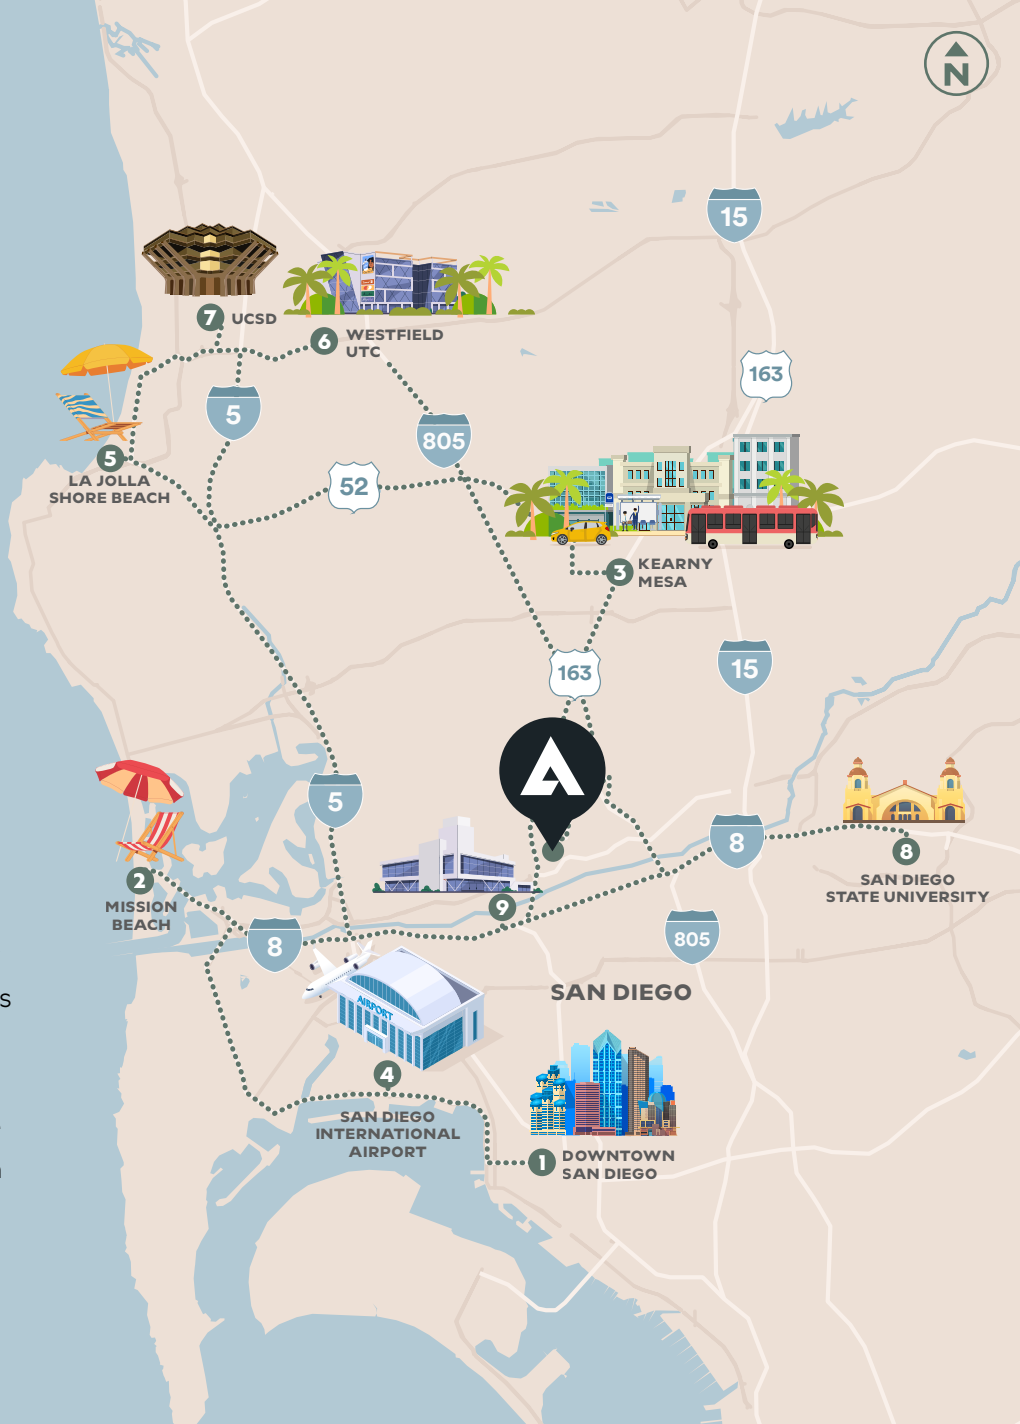 N
15
7 UCSD
6 WESTFIELD
UTC
163
5
805
5
LA JOLLA
SHORE BEACH
52
3 KEARNY
MESA
163
15
5
8
8
SAN DIEGO
STATE UNIVERSITY
2
MISSION
BEACH
9
8
805
s
SAN DIEGO
AIRPORT
4
SAN DIEGO
INTERNATIONAL
AIRPORT
1 DOWNTOWN
SAN DIEGO